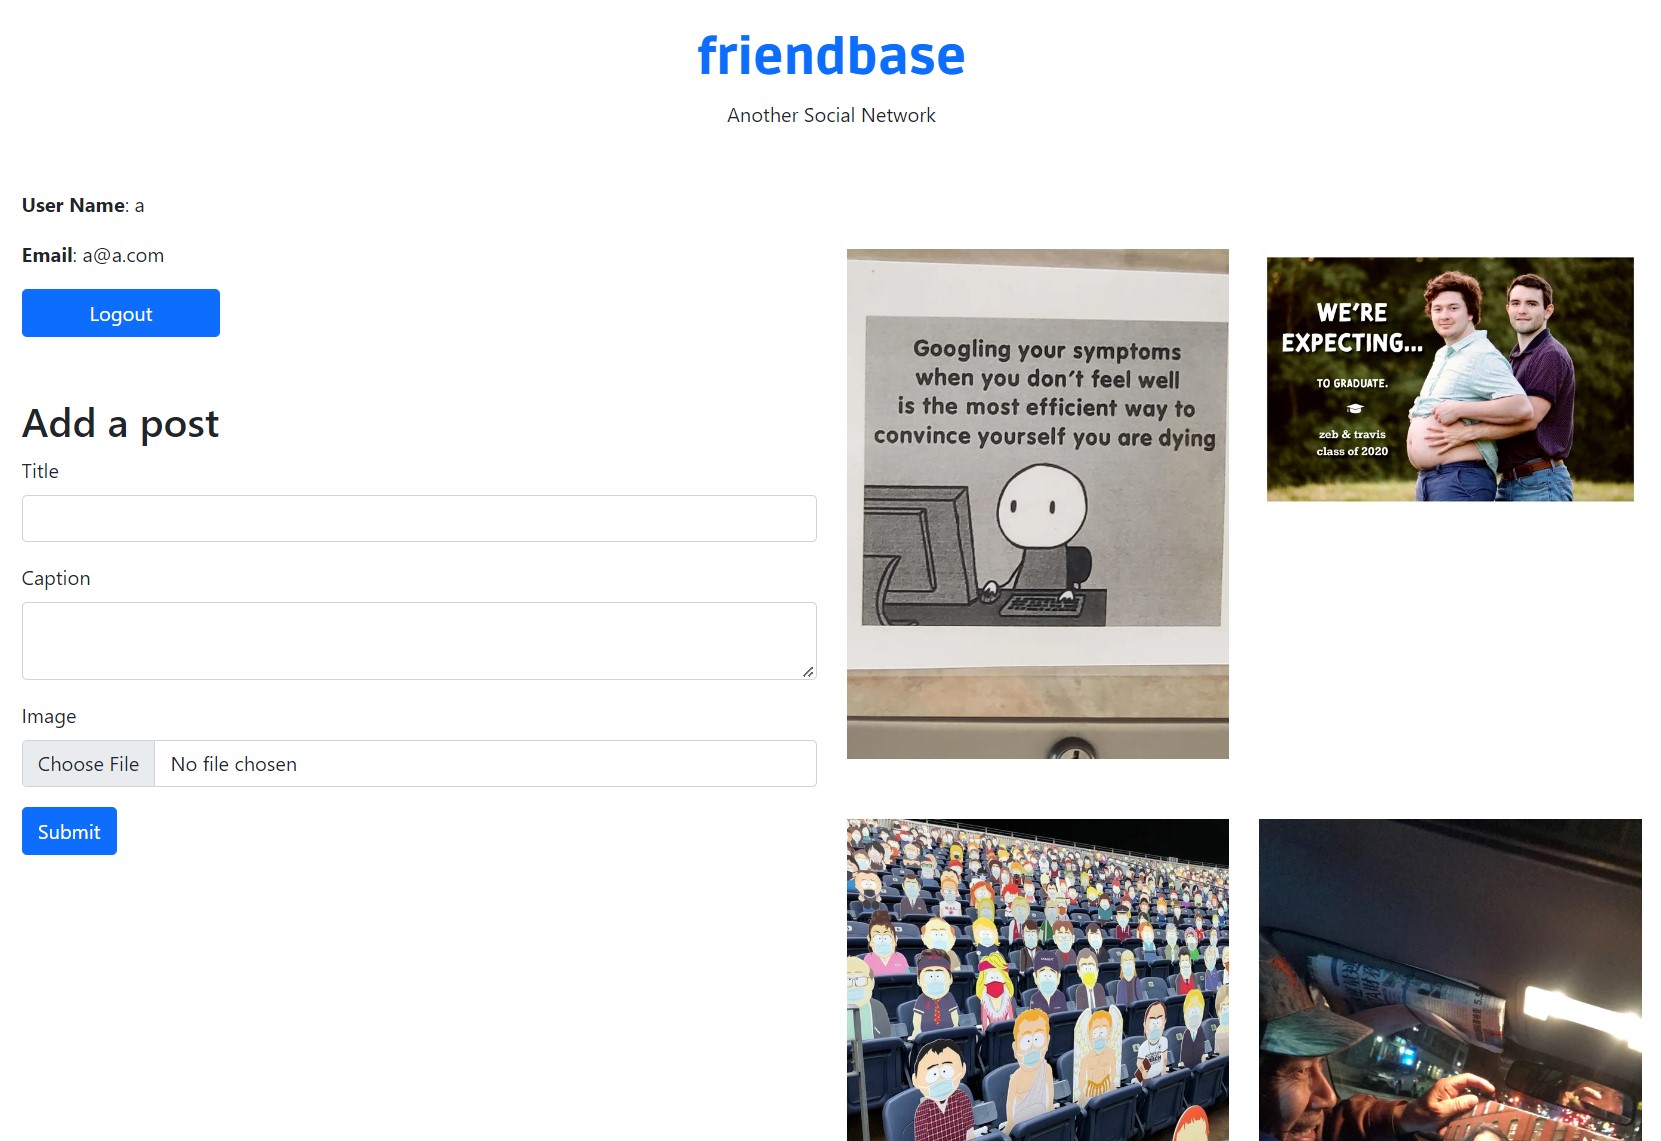 friendbase
Another Social Network
User Name: a
Email: a@a.com
Logout
Add a post
Title
Caption
Image
Choose File No file chosen
Submit
Googling your symptoms
when you don't feel well
is the most efficient way to
convince yourself you are dying
WE'RE
EXPECTING...
TO GRADUATE.
zeb & travis
class of 2020